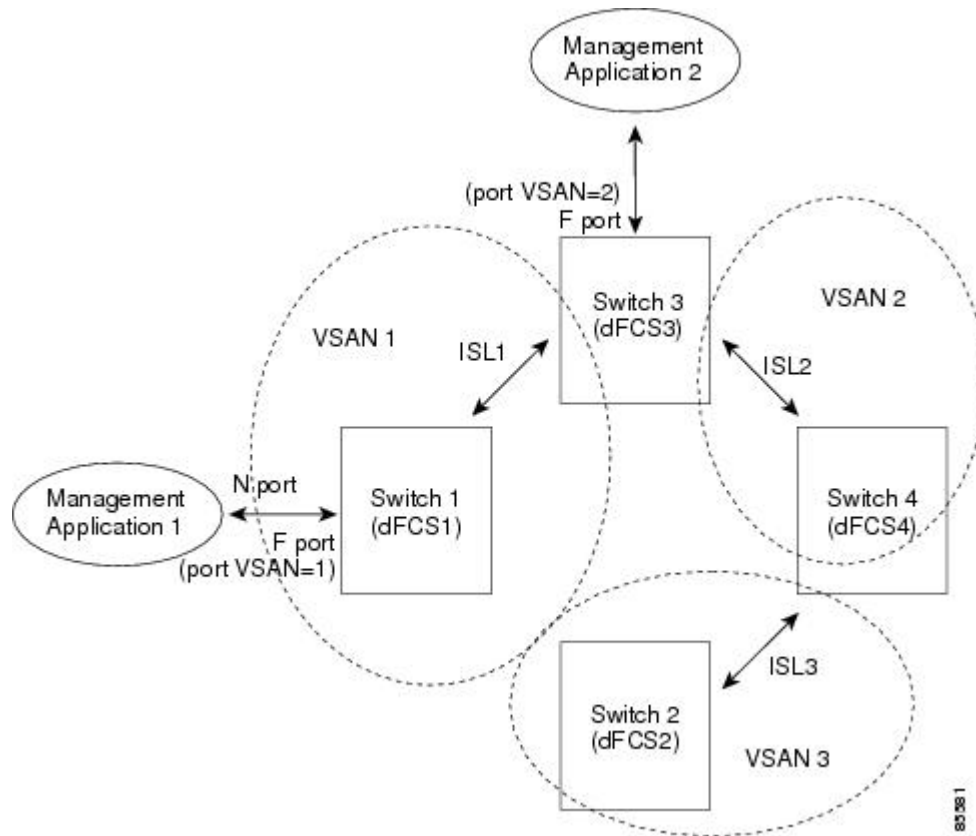 Management
Application 2
(port VSAN=2)
F port
Switch 3
(dFCS3)
VSAN 1
VSAN 2
ISL1
ISL2
Management
Application 1
N port
F port
(port VSAN=1)
Switch 1
(dFCS1)
Switch 4
(dFCS4)
ISL3
Switch 2
(dFCS2)
VSAN 3
85581